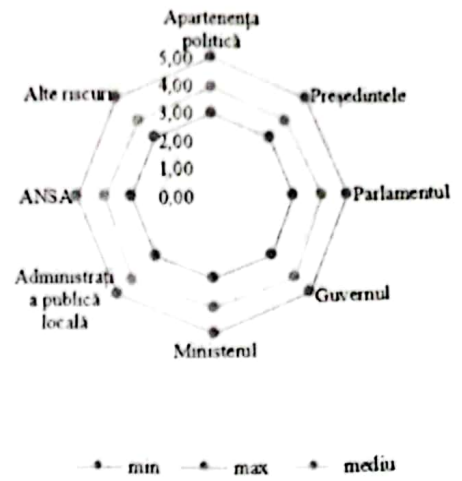 Apartenența
politică
5,00
4,00
3,00
2,00
1,00
0,00
Președintele
Parlamentul
Guvernul
Ministerul
Administrați
a publică
locală
ANSA
Alte riscuri
min max mediu